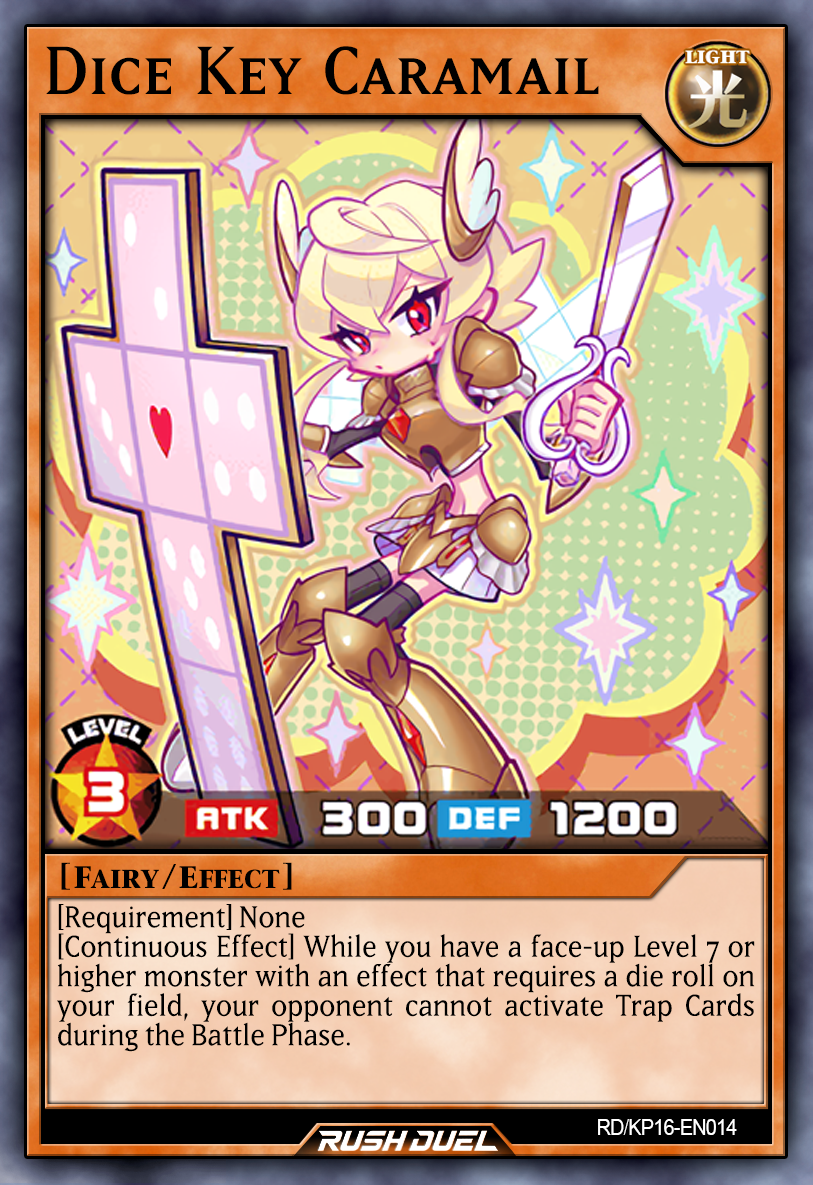 Dice Key Caramail
LIGHT
光
LEVEL
3
ATK 300 DEF 1200
[Fairy/Effect]
[Requirement] None
[Continuous Effect] While you have a face-up Level 7 or
higher monster with an effect that requires a die roll on
your field, your opponent cannot activate Trap Cards
during the Battle Phase.
RD/KP16-EN014
RUSH DUEL